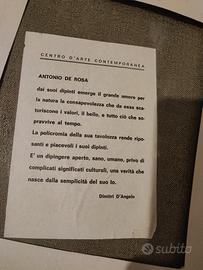 CENTRO D'ARTE CONTEMPORANEA
ANTONIO DE ROSA
dai suoi dipinti emerge il grande amore per
la natura la consapevolezza che da essa sca-
turiscono i valori, il bello, e tutto ciò che so-
pravvive al tempo.
La policromia della sua tavolozza rende ripo-
santi e piacevoli i suoi dipinti.
E' un dipingere aperto, sano, umano, privo di
complicati significati culturali, una verità che
nasce dalla semplicità del suo Io.
Dimitri D'Angelo
subito